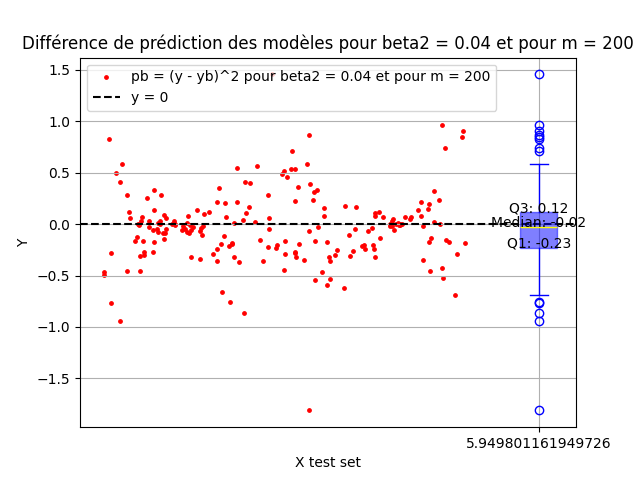 Différence de prédiction des modèles pour beta2 = 0.04 et pour m = 200
pb = (y - yb)^2 pour beta2 = 0.04 et pour m = 200
y = 0
1.5
1.0
0.5
0.0
−0.5
−1.0
−1.5
Y
Q3: 0.12
Median: -0.02
Q1: -0.23
5.949801161949726
X test set